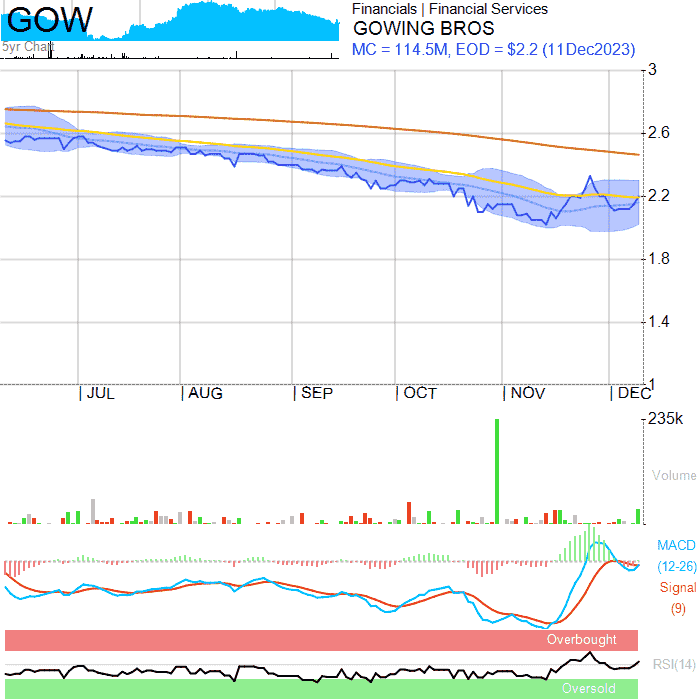 GOW
5yr Chart
Financials | Financial Services
GOWING BROS
MC = 114.5M, EOD = $2.2 (11Dec2023)
3
2.6
2.2
1.8
1.4
1
JUL
AUG
SEP
OCT
NOV
DEC
235k
Volume
MACD
(12-26)
Signal
(9)
Overbought
RSI(14)
Oversold